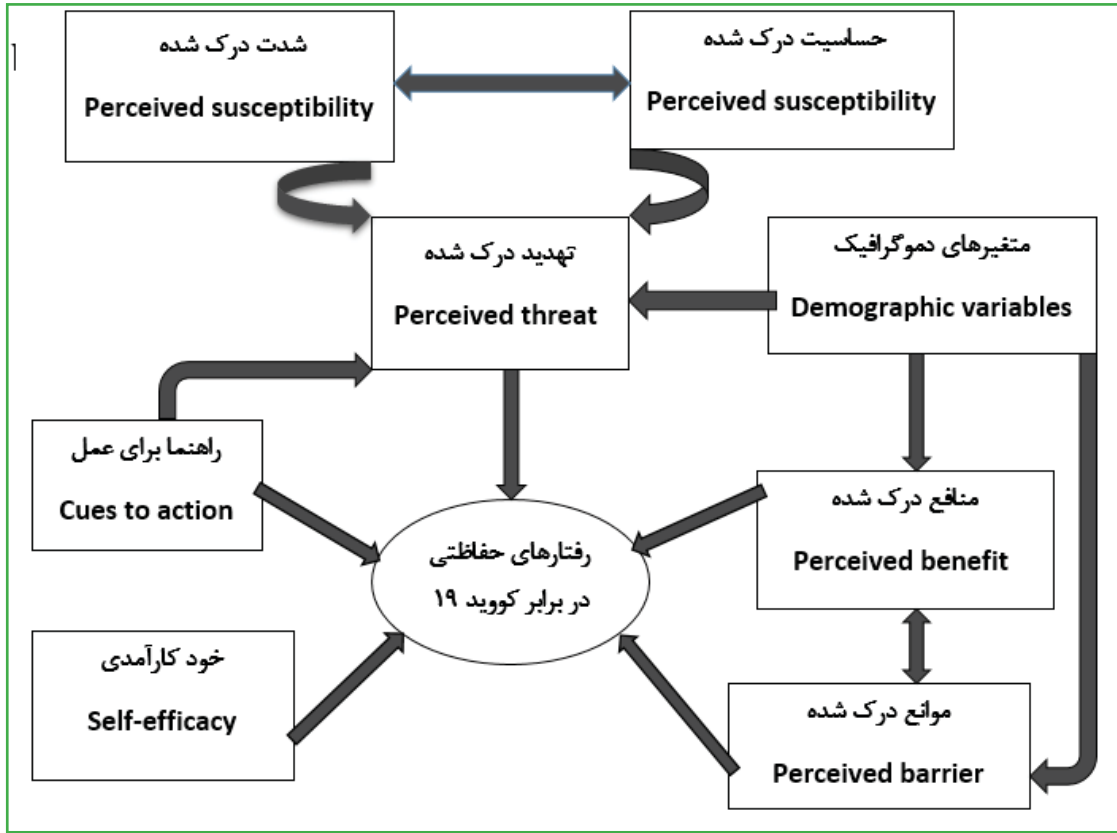 شدت درک شده
Perceived susceptibility
حساسیت درک شده
Perceived susceptibility
تهدید درک شده
Perceived threat
متغیرهای دموگرافیک
Demographic variables
راهنما برای عمل
Cues to action
رفتارهای حفاظتی
در برابر کووید ۱۹
منافع درک شده
Perceived benefit
خود کارآمدی
Self-efficacy
موانع درک شده
Perceived barrier